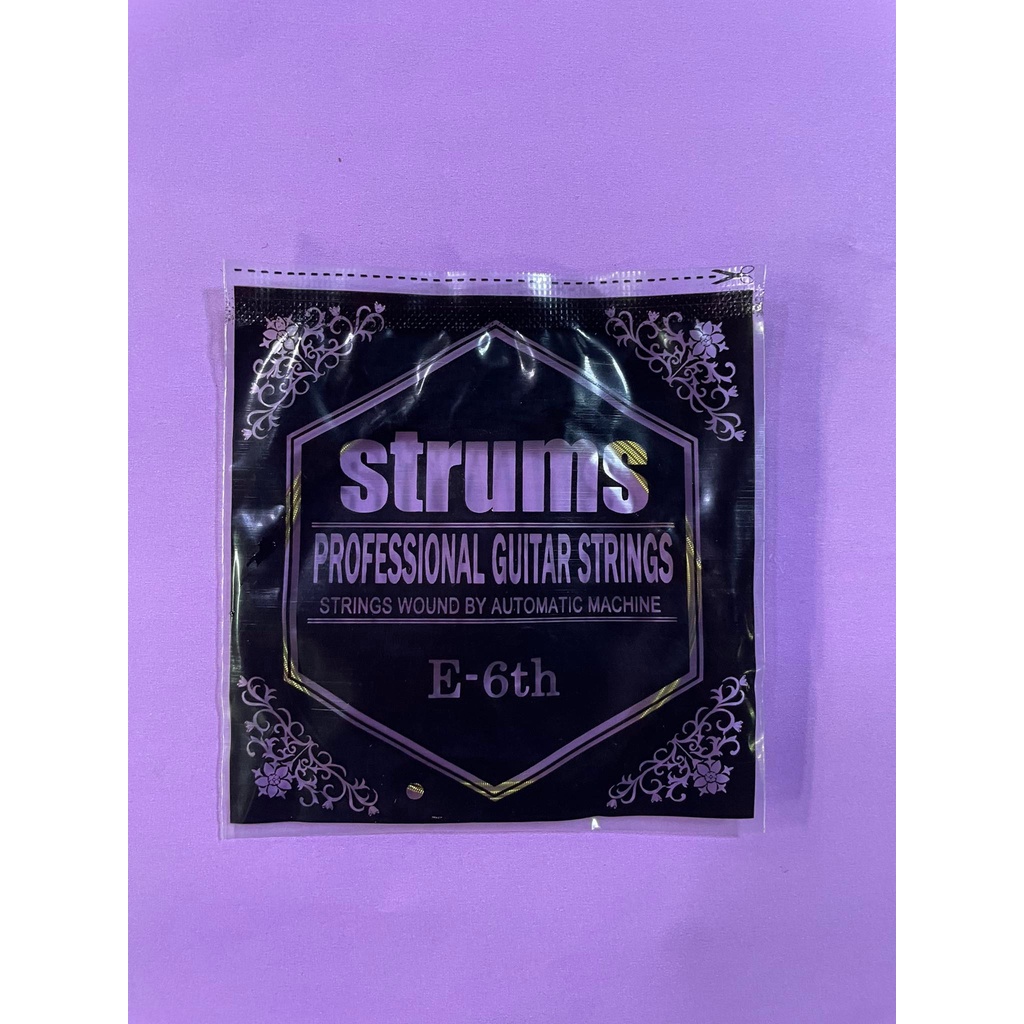 strums
PROFESSIONAL GUITAR STRINGS
STRINGS WOUND BY AUTOMATIC MACHINE
E-6th